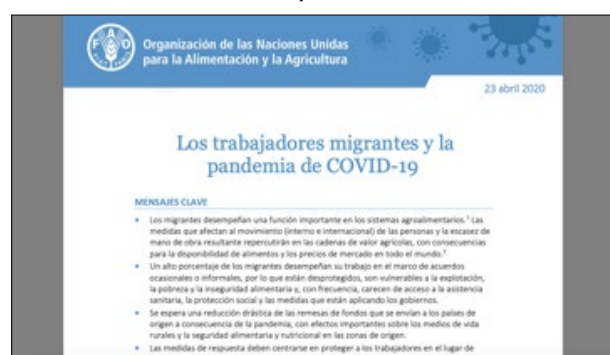 FAO
Organización de las Naciones Unidas
para la Alimentación y la Agricultura
23 abril 2020
Los trabajadores migrantes y la
pandemia de COVID-19
MENSAJES CLAVE
• Los migrantes desempeñan una función importante en los sistemas agroalimentarios.¹ Las
medidas que afectan al movimiento (interno e internacional) de las personas y la escasez de
mano de obra resultante repercutirán en las cadenas de valor agrícolas, con consecuencias
para la disponibilidad de alimentos y los precios de mercado en todo el mundo.²
• Un alto porcentaje de los migrantes desempeñan su trabajo en el marco de acuerdos
ocasionales o informales, por lo que están desprotegidos, son vulnerables a la explotación,
la pobreza y la inseguridad alimentaria y, con frecuencia, carecen de acceso a la asistencia
sanitaria, la protección social y las medidas que están aplicando los gobiernos.
• Se espera una reducción drástica de las remesas de fondos que se envían a los países de
origen a consecuencia de la pandemia, con efectos importantes sobre los medios de vida
rurales y la seguridad alimentaria y nutricional en las zonas de origen.
• Las medidas de respuesta deben centrarse en proteger a los trabajadores en el lugar de